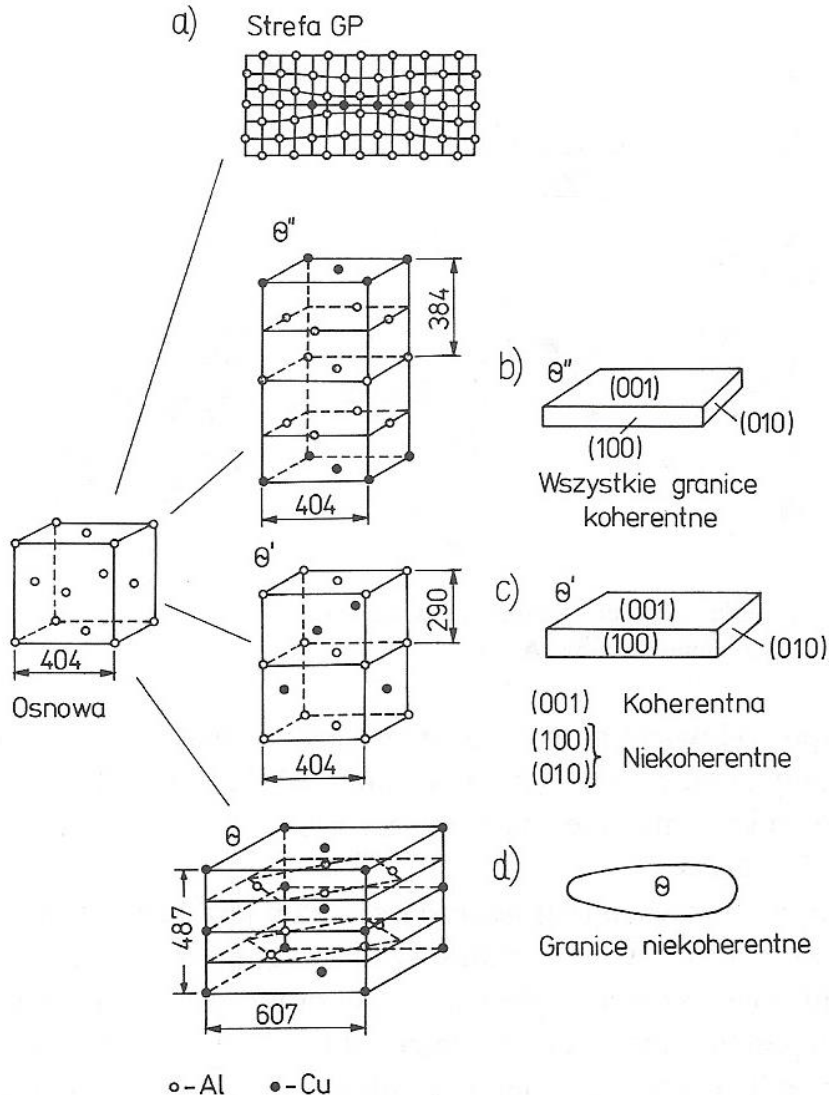 a) Strefa GP
Θ"
384
404
b) Θ"
(001)
(010)
(100)
Wszystkie granice
koherentne
404
Osnowa
Θ'
290
404
c) Θ'
(001)
(100)
(010)
(001) Koherentna
(100)
(010)
Niekoherentne
Θ
487
607
d) Θ
Granice niekoherentne
o-Al ●-Cu